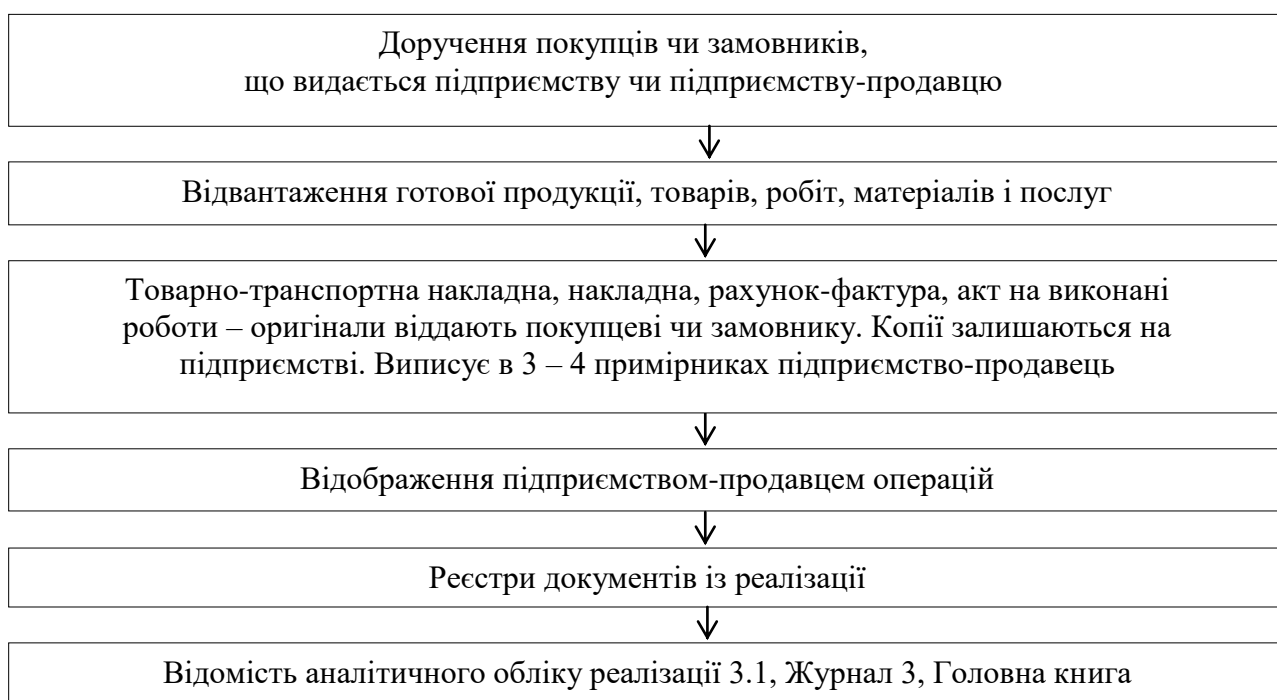 Доручення покупців чи замовників,
що видається підприємству чи підприємству-продавцю
Відвантаження готової продукції, товарів, робіт, матеріалів і послуг
Товарно-транспортна накладна, накладна, рахунок-фактура, акт на виконані
роботи – оригінали віддають покупцеві чи замовнику. Копії залишаються на
підприємстві. Виписує в 3 – 4 примірниках підприємство-продавець
Відображення підприємством-продавцем операцій
Реєстри документів із реалізації
Відомість аналітичного обліку реалізації 3.1, Журнал 3, Головна книга